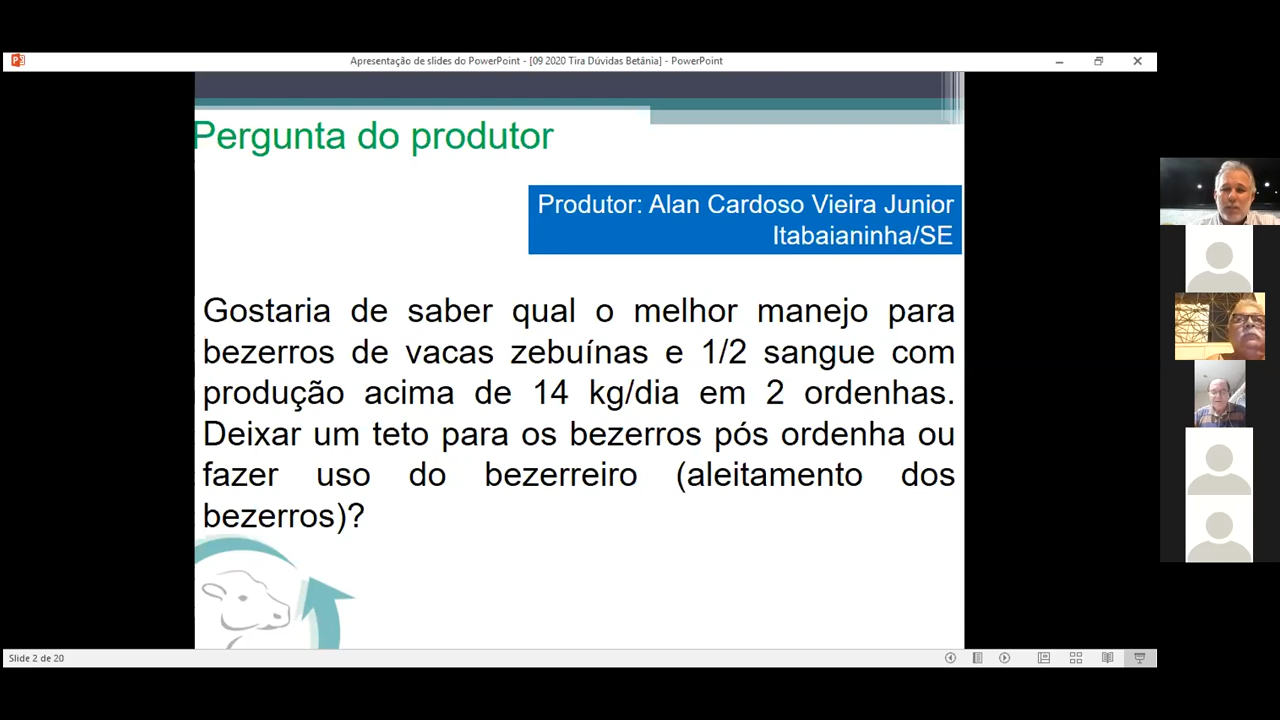 Apresentação de slides do PowerPoint - [09 2020 Tira Dúvidas Betânia] - PowerPoint
Pergunta do produtor
Produtor: Alan Cardoso Vieira Junior
Itabaianinha/SE
Gostaria de saber qual o melhor manejo para
bezerros de vacas zebuínas e 1/2 sangue com
produção acima de 14 kg/dia em 2 ordenhas.
Deixar um teto para os bezerros pós ordenha ou
fazer uso do bezerreiro (aleitamento dos
bezerros)?
Slide 2 de 20